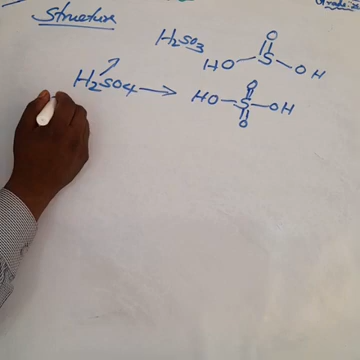 Structure
H₂SO₃ O
HO S OH
H₂SO₄ → O
HO S OH
O